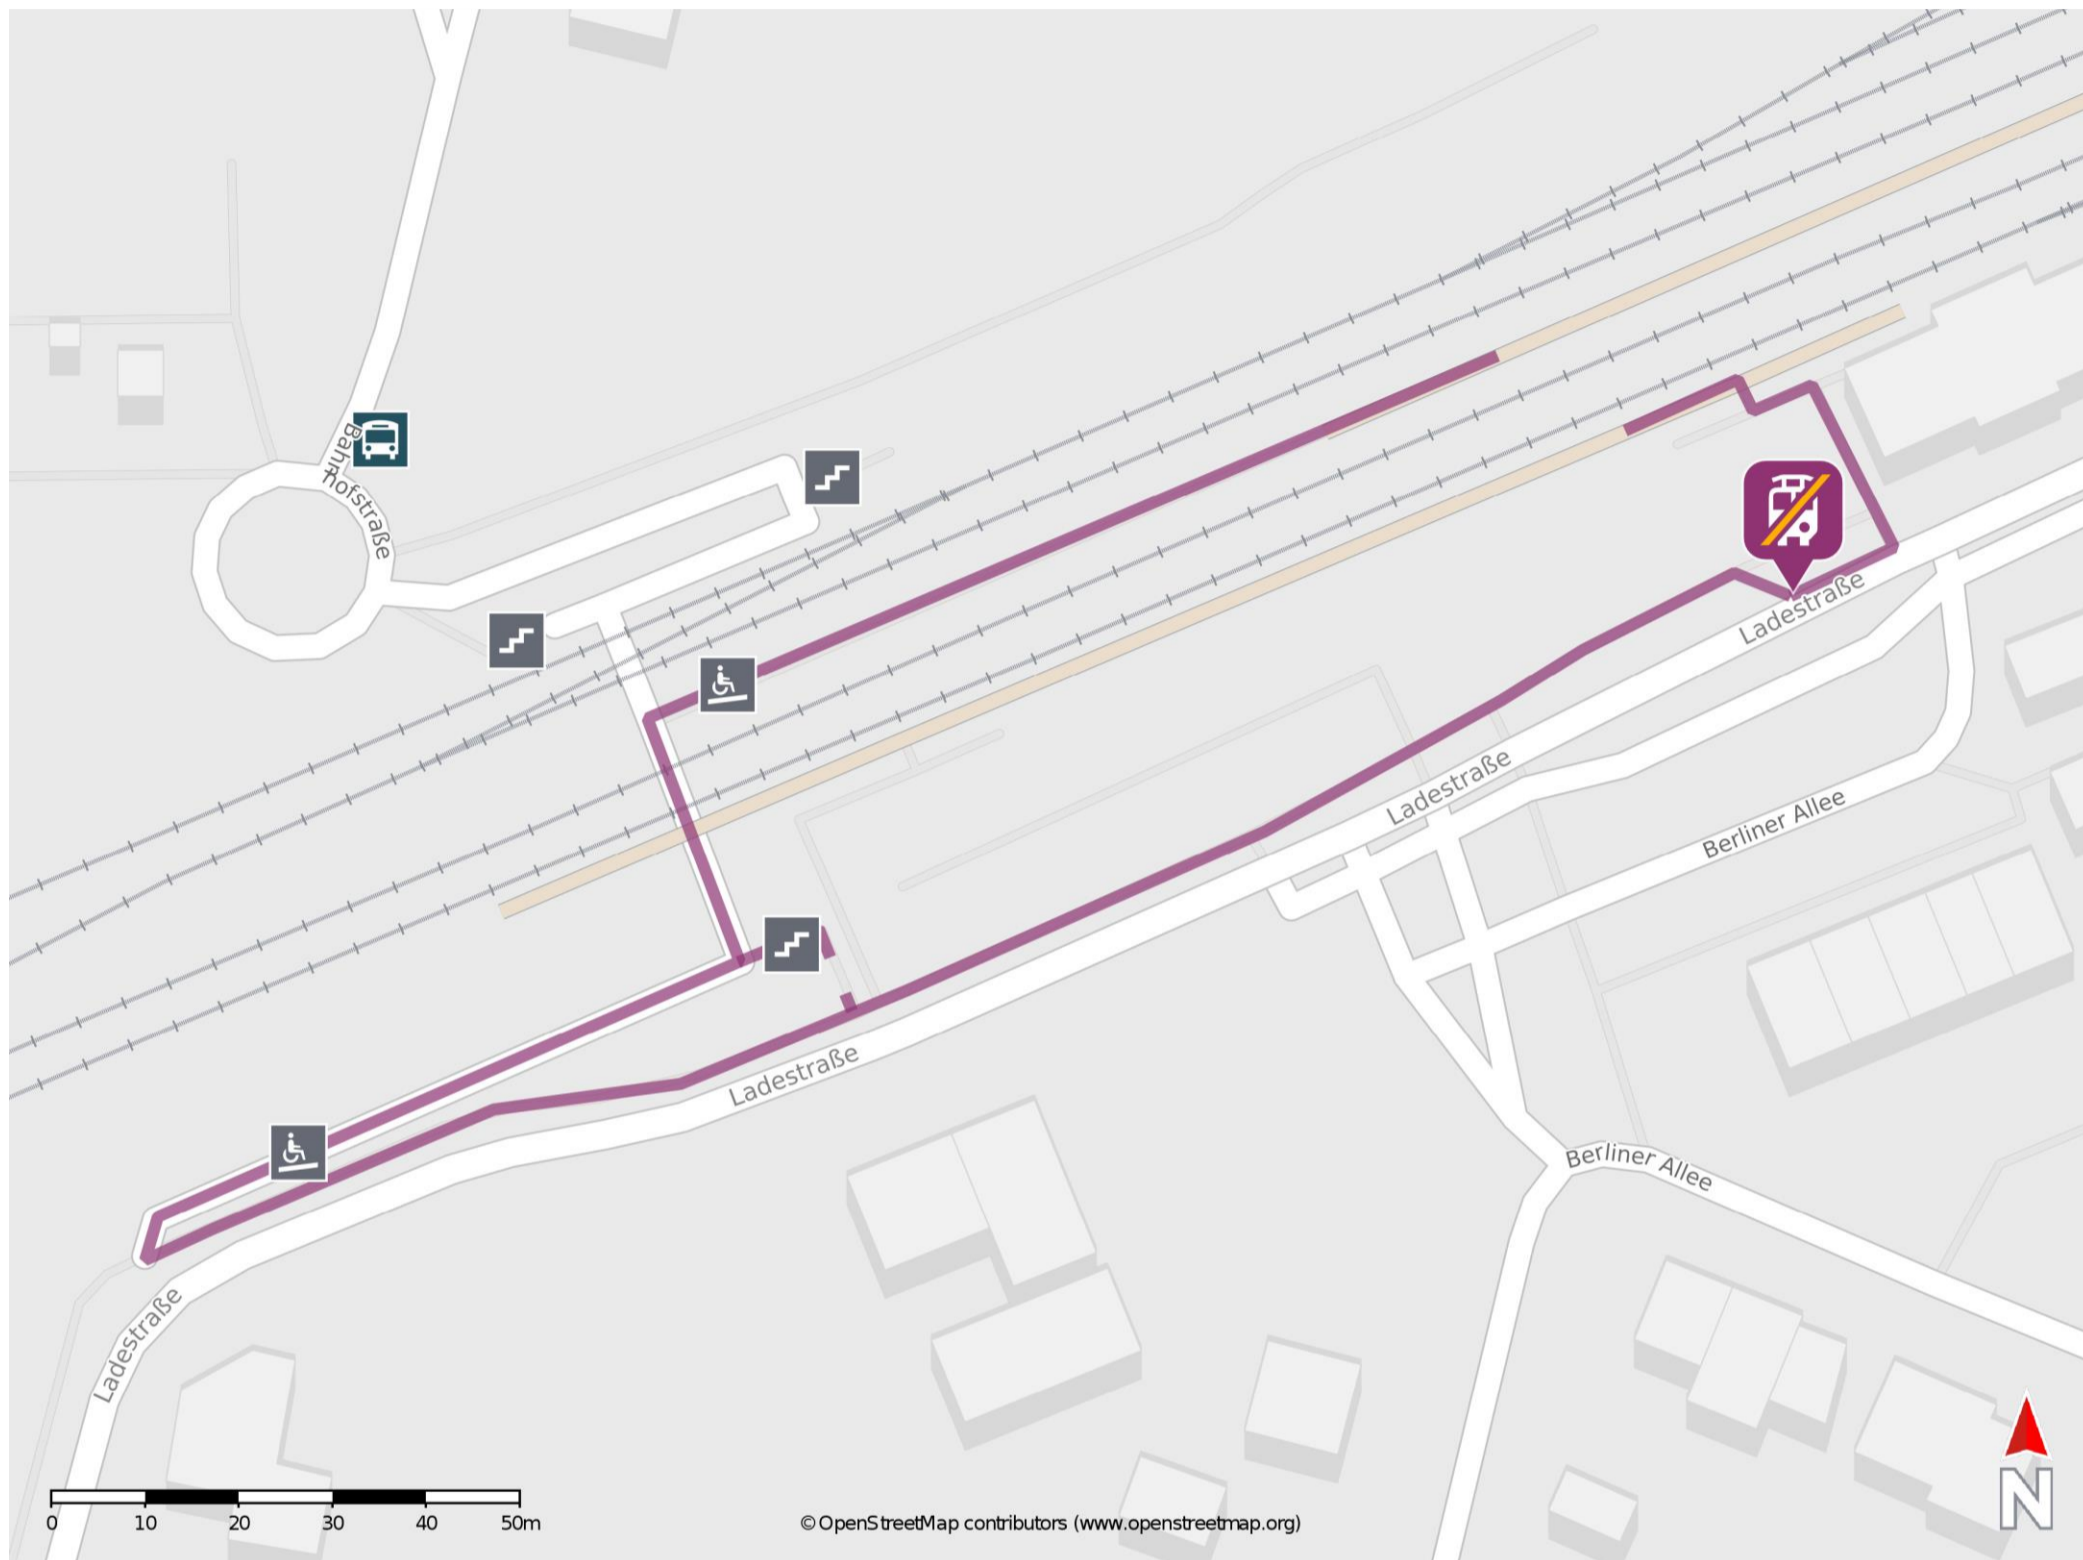 Bahnhofstraße
Ladestraße
Ladestraße
Berliner Allee
Ladestraße
Berliner Allee
Ladestraße
0 10 20 30 40 50m
© OpenStreetMap contributors (www.openstreetmap.org)
N